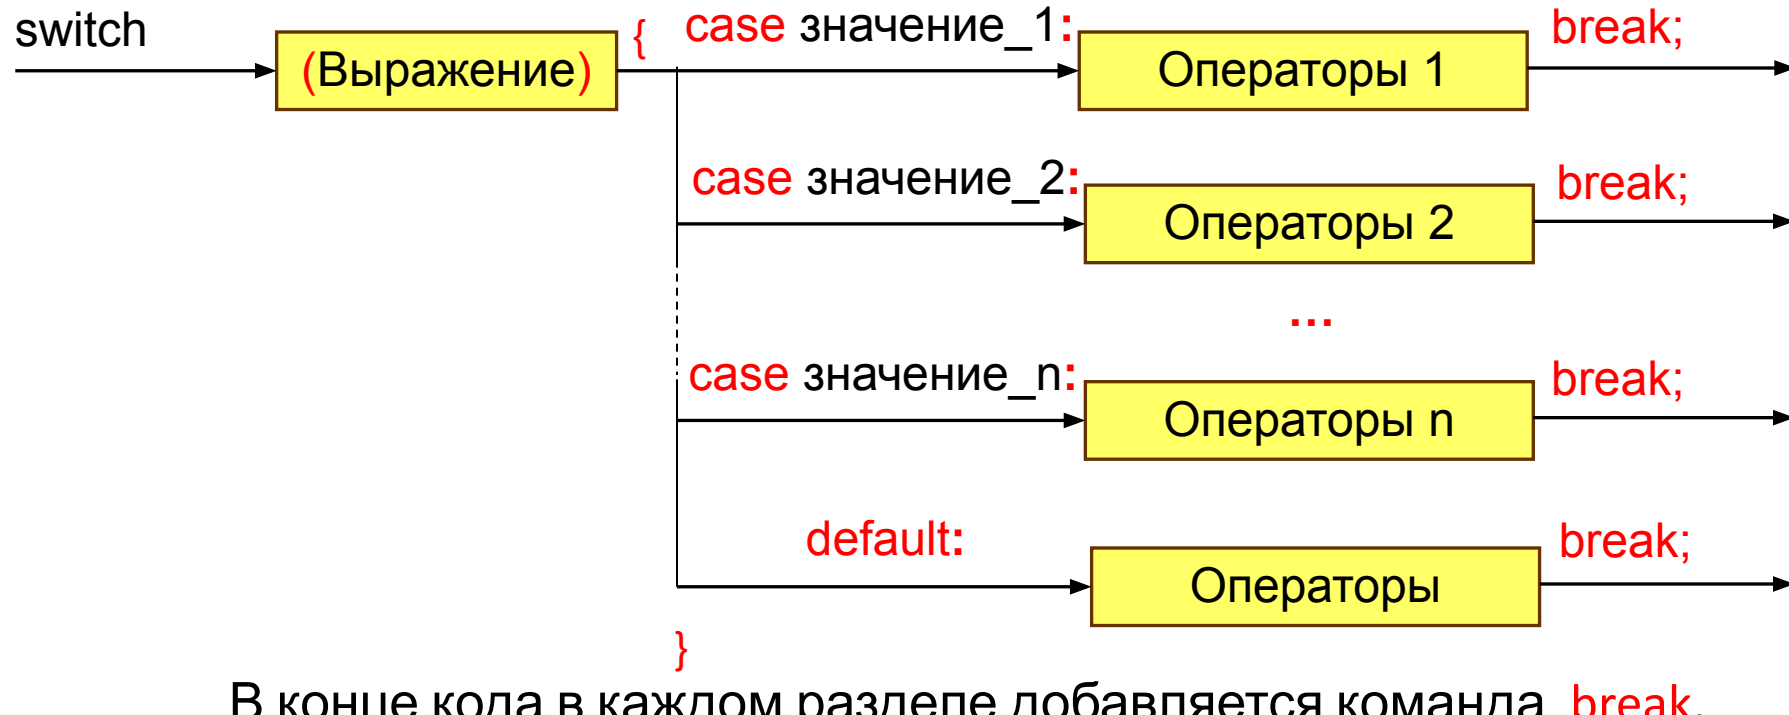 switch
(Выражение)
{
case значение_1:
Операторы 1
break;
case значение_2:
Операторы 2
break;
...
case значение_n:
Операторы n
break;
default:
Операторы
break;
}
В конце кода в каждом разделе добавляется команда break.